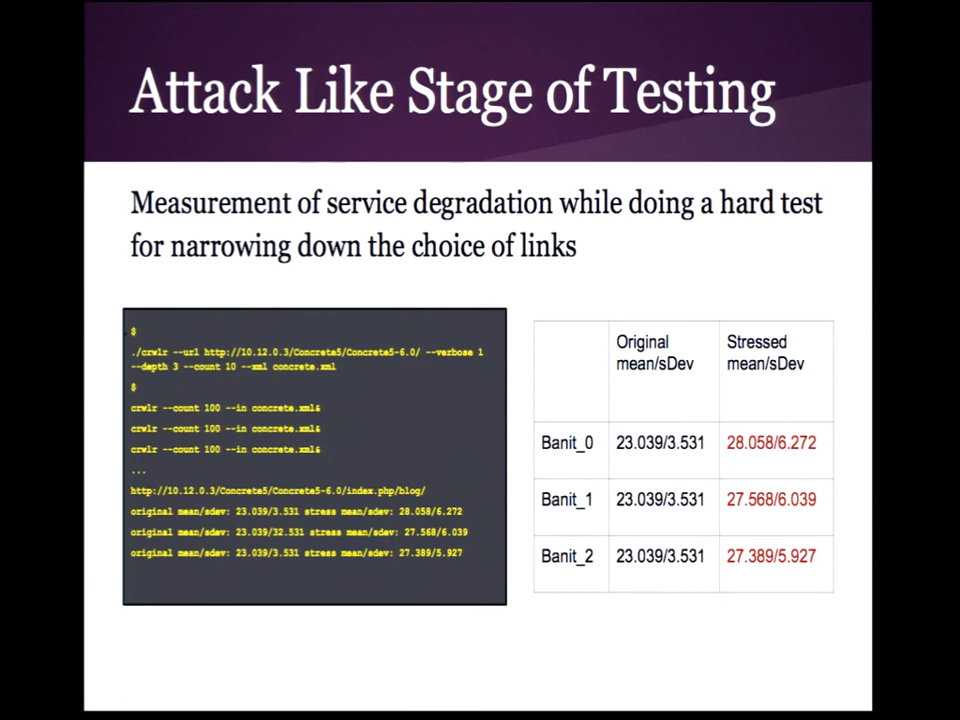 Attack Like Stage of Testing
Measurement of service degradation while doing a hard test
for narrowing down the choice of links
$
./crwlr --url http://10.12.0.3/Concrete5/Concrete5-6.0/ --verbose 1
--depth 3 --count 10 --xml concrete.xml
$
crwlr --count 100 --in concrete.xml&
crwlr --count 100 --in concrete.xml&
crwlr --count 100 --in concrete.xml&
...
http://10.12.0.3/Concrete5/Concrete5-6.0/index.php/blog/
original mean/sdev: 23.039/3.531 stress mean/sdev: 28.058/6.272
original mean/sdev: 23.039/32.531 stress mean/sdev: 27.568/6.039
original mean/sdev: 23.039/3.531 stress mean/sdev: 27.389/5.927
Original Stressed
mean/sDev mean/sDev
Banit_0 23.039/3.531 28.058/6.272
Banit_1 23.039/3.531 27.568/6.039
Banit_2 23.039/3.531 27.389/5.927